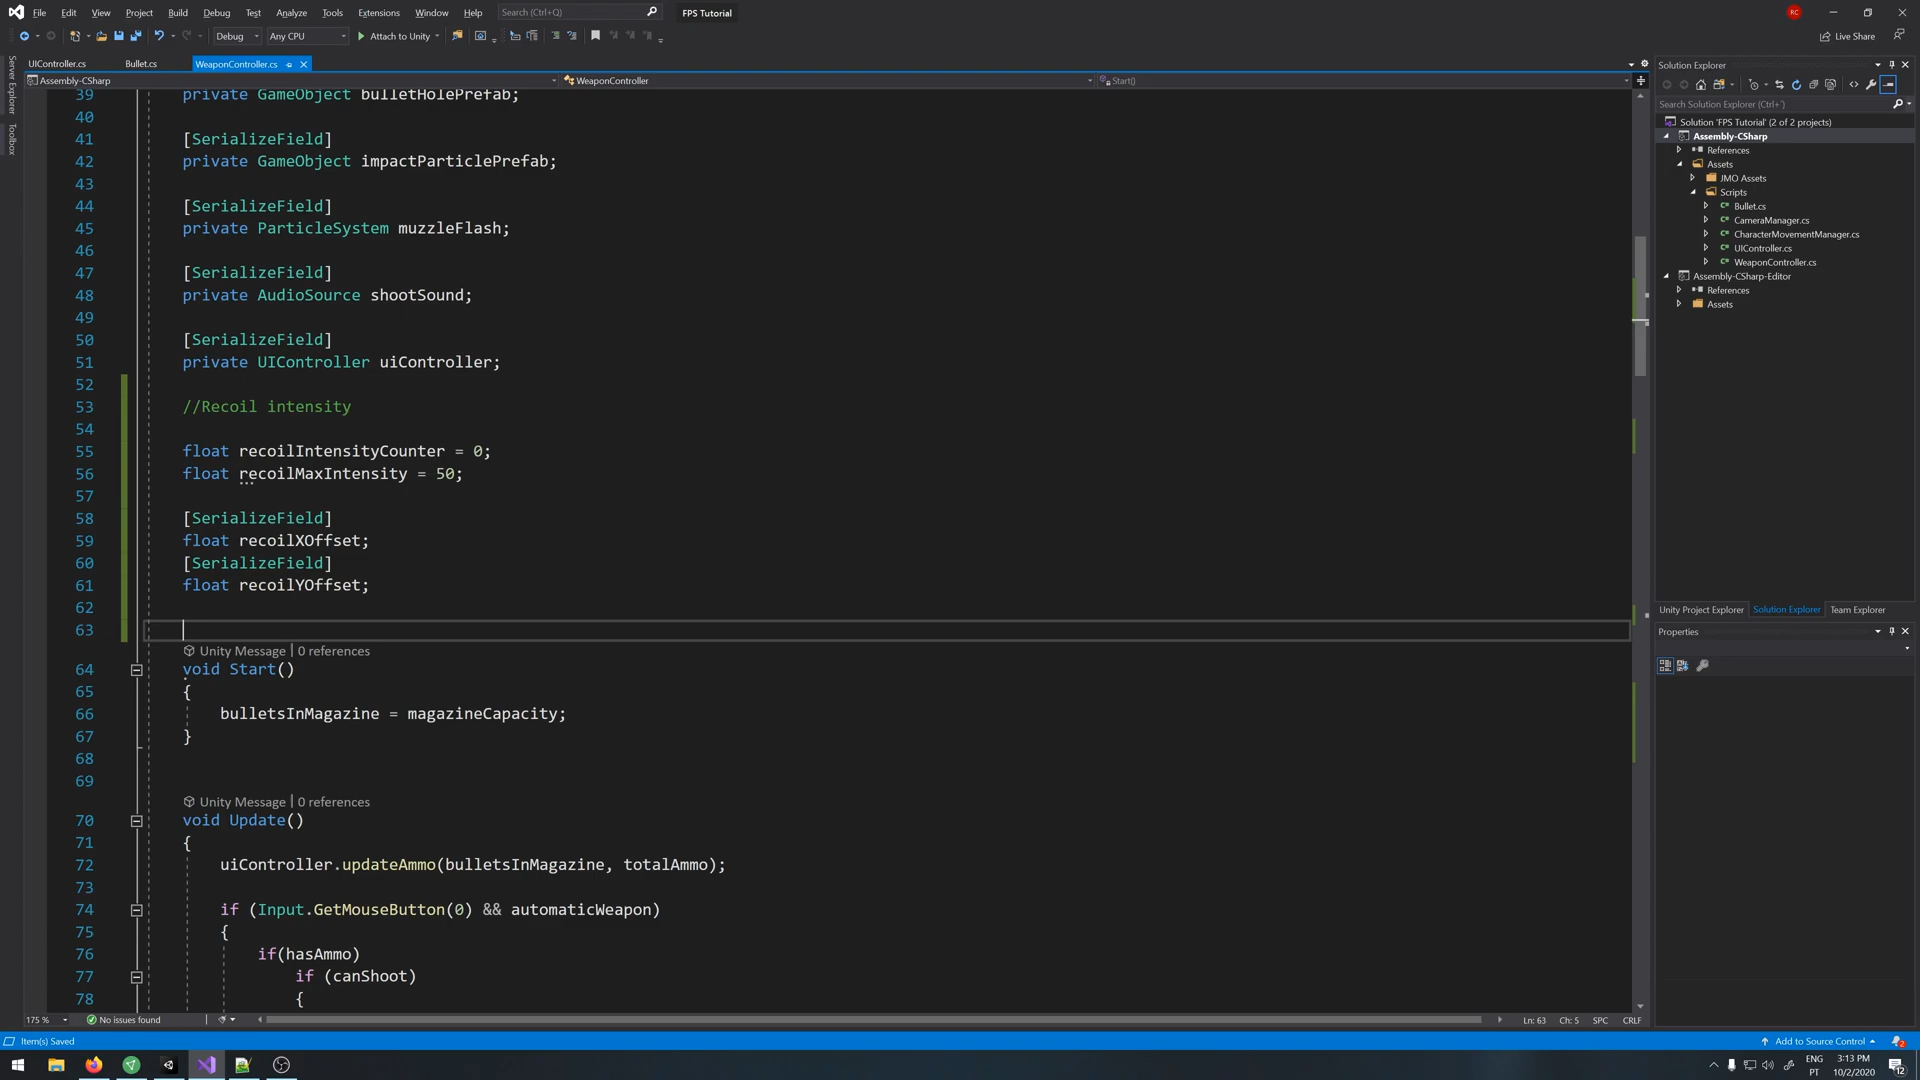 File Edit View Project Build Debug Test Analyze Tools Extensions Window Help Search (Ctrl+Q) FPS Tutorial RC
Debug Any CPU Attach to Unity Live Share
UIController.cs Bullet.cs WeaponController.cs
Assembly-CSharp WeaponController Start()
Server Explorer
Toolbox
39 private GameObject bulletHolePrefab;
40
41 [SerializeField]
42 private GameObject impactParticlePrefab;
43
44 [SerializeField]
45 private ParticleSystem muzzleFlash;
46
47 [SerializeField]
48 private AudioSource shootSound;
49
50 [SerializeField]
51 private UIController uiController;
52
53 //Recoil intensity
54
55 float recoilIntensityCounter = 0;
56 float recoilMaxIntensity = 50;
57
58 [SerializeField]
59 float recoilXOffset;
60 [SerializeField]
61 float recoilYOffset;
62
63
Unity Message | 0 references
64 void Start()
65 {
66 bulletsInMagazine = magazineCapacity;
67 }
68
69
Unity Message | 0 references
70 void Update()
71 {
72 uiController.updateAmmo(bulletsInMagazine, totalAmmo);
73
74 if (Input.GetMouseButton(0) && automaticWeapon)
75 {
76 if(hasAmmo)
77 if (canShoot)
78 {
175 % No issues found Ln: 63 Ch: 5 SPC CRLF
Solution Explorer
Search Solution Explorer (Ctrl+')
Solution 'FPS Tutorial' (2 of 2 projects)
Assembly-CSharp
References
Assets
JMO Assets
Scripts
Bullet.cs
CameraManager.cs
CharacterMovementManager.cs
UIController.cs
WeaponController.cs
Assembly-CSharp-Editor
References
Assets
Unity Project Explorer Solution Explorer Team Explorer
Properties
Item(s) Saved Add to Source Control 2
ENG 3:13 PM
PT 10/2/2020 12